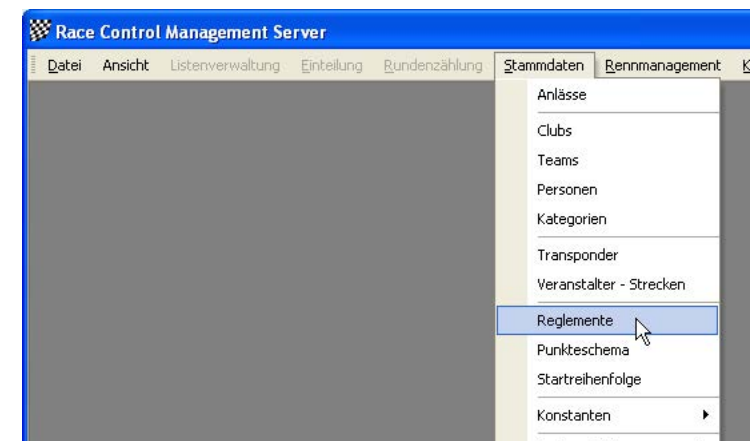 Race Control Management Server
Datei Ansicht Listenverwaltung Einteilung Rundenzählung Stammdaten Rennmanagement
Anlässe
Clubs
Teams
Personen
Kategorien
Transponder
Veranstalter - Strecken
Reglemente
Punkteschema
Startreihenfolge
Konstanten